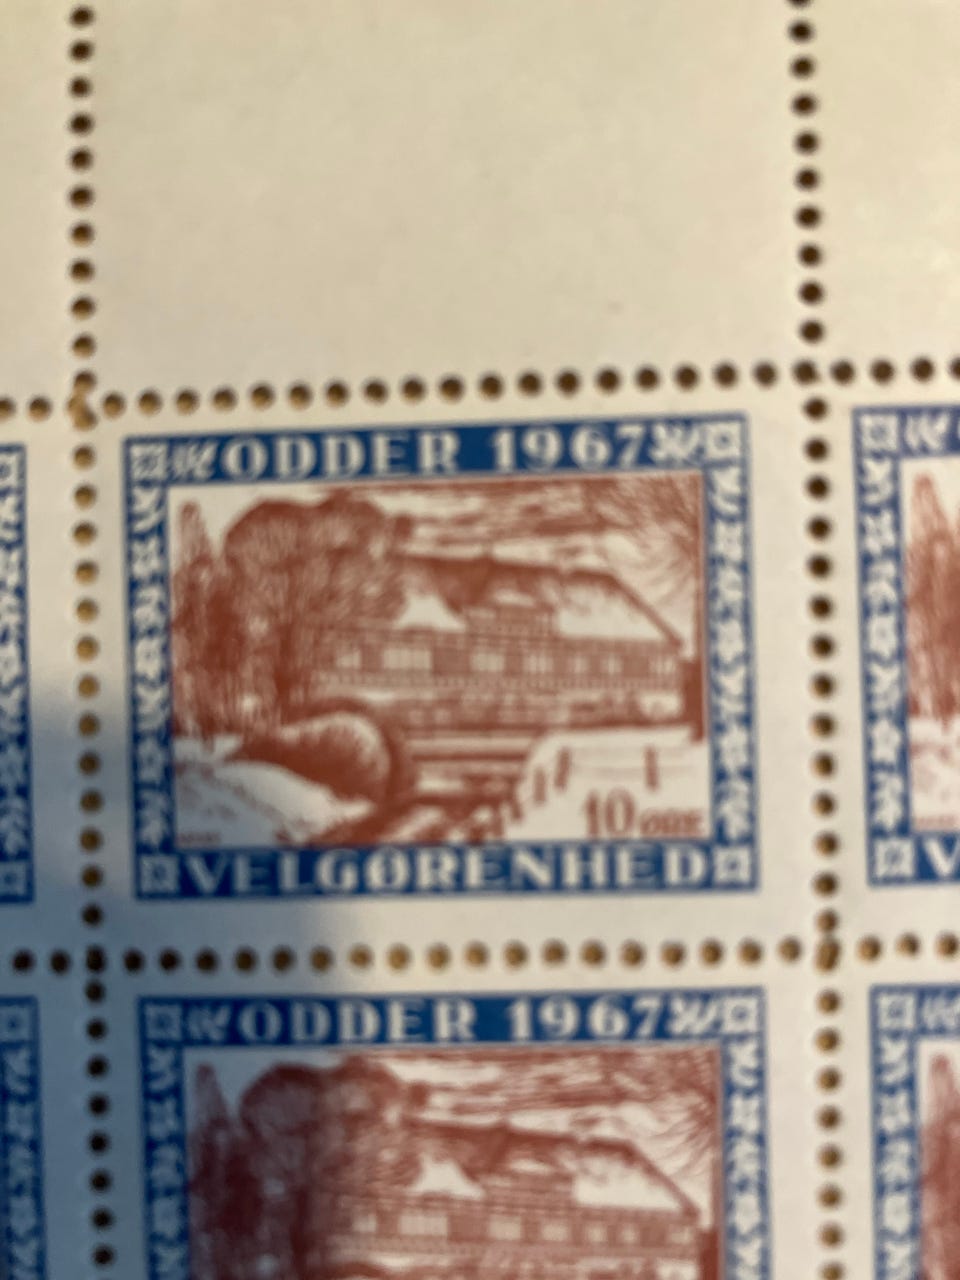 ODDER 1967
10 ØRE
VELGØRENHED
ODDER 1967
V